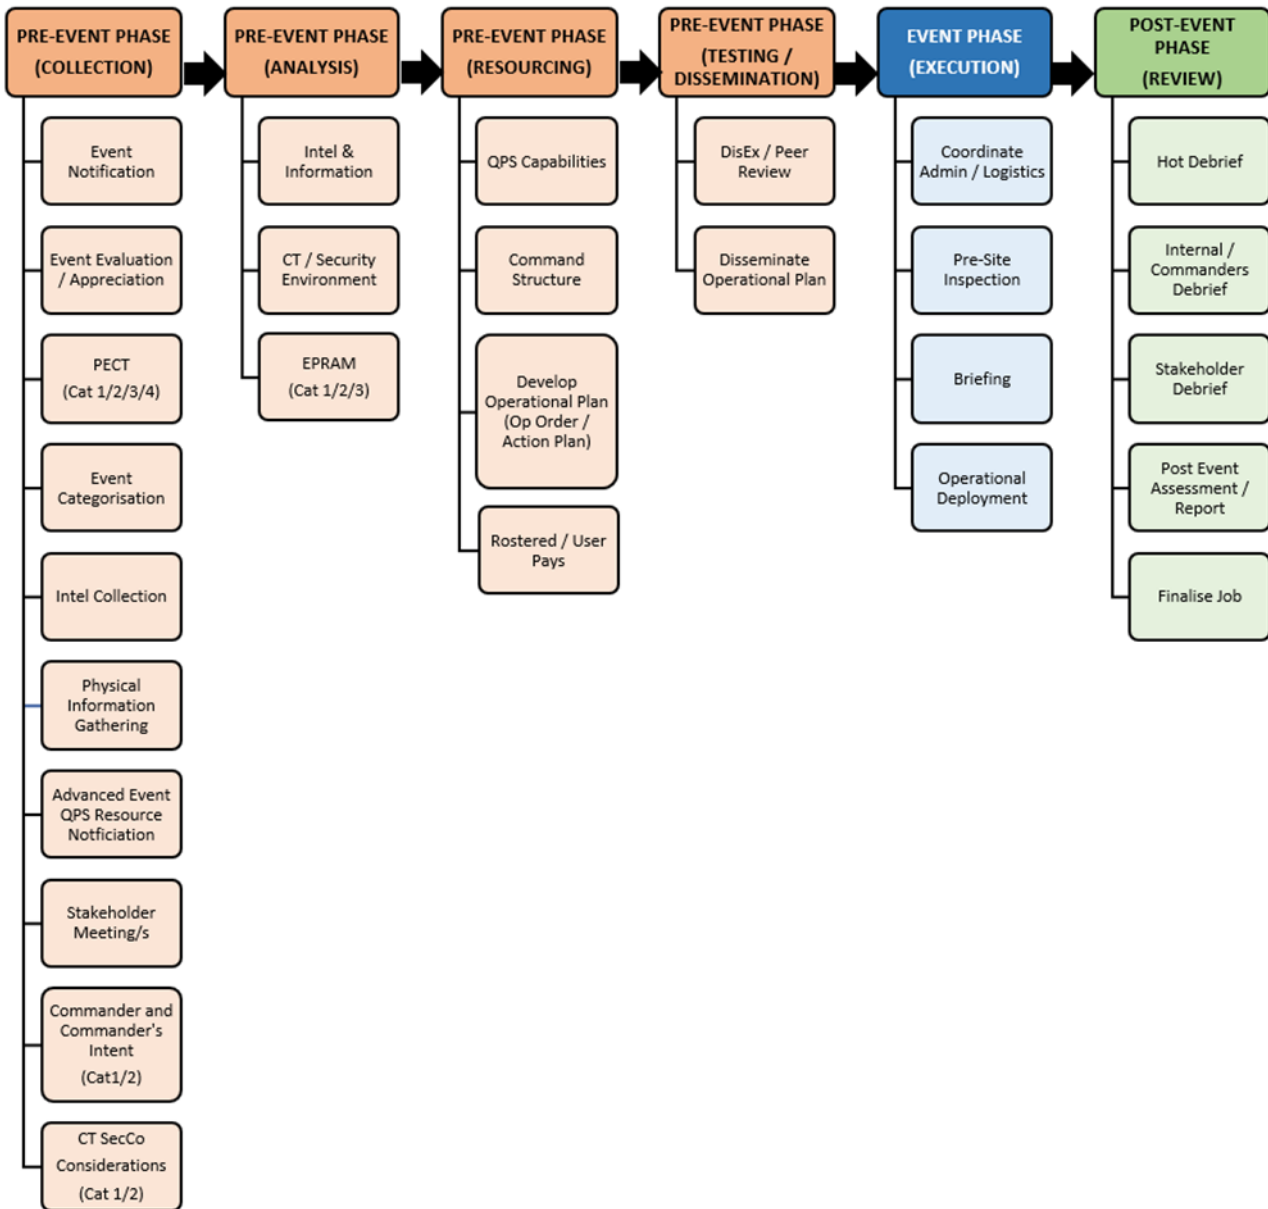 PRE-EVENT PHASE
(COLLECTION)
Event
Notification
Event Evaluation
/ Appreciation
PECT
(Cat 1/2/3/4)
Event
Categorisation
Intel Collection
Physical
Information
Gathering
Advanced Event
QPS Resource
Notficiation
Stakeholder
Meeting/s
Commander and
Commander's
Intent
(Cat1/2)
CT SecCo
Considerations
(Cat 1/2)
PRE-EVENT PHASE
(ANALYSIS)
Intel &
Information
CT / Security
Environment
EPRAM
(Cat 1/2/3)
PRE-EVENT PHASE
(RESOURCING)
QPS Capabilities
Command
Structure
Develop
Operational Plan
(Op Order /
Action Plan)
Rostered / User
Pays
PRE-EVENT PHASE
(TESTING /
DISSEMINATION)
DisEx / Peer
Review
Disseminate
Operational Plan
EVENT PHASE
(EXECUTION)
Coordinate
Admin / Logistics
Pre-Site
Inspection
Briefing
Operational
Deployment
POST-EVENT
PHASE
(REVIEW)
Hot Debrief
Internal /
Commanders
Debrief
Stakeholder
Debrief
Post Event
Assessment /
Report
Finalise Job